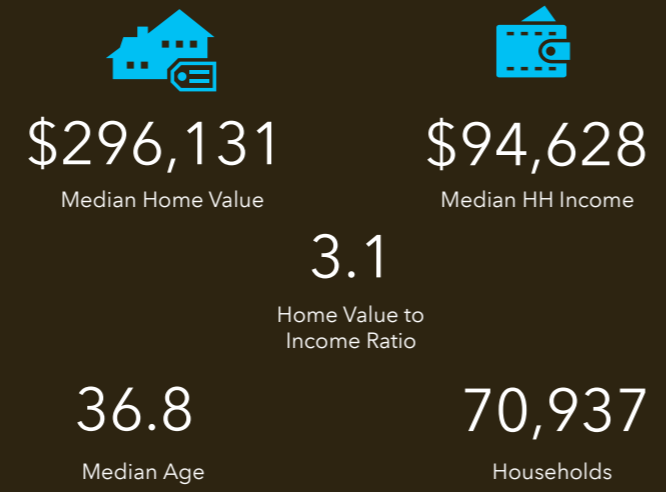 $296,131
Median Home Value
$94,628
Median HH Income
3.1
Home Value to
Income Ratio
36.8
Median Age
70,937
Households